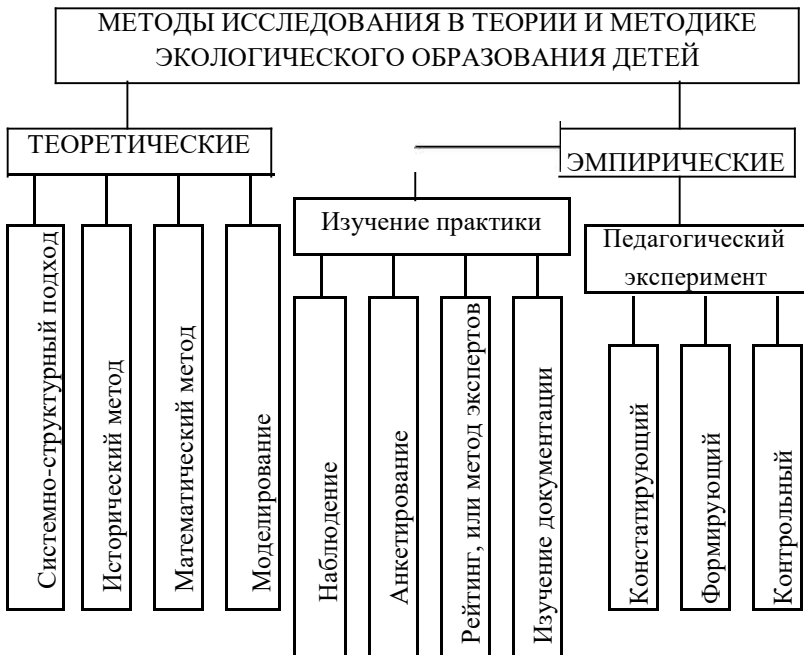 МЕТОДЫ ИССЛЕДОВАНИЯ В ТЕОРИИ И МЕТОДИКЕ
ЭКОЛОГИЧЕСКОГО ОБРАЗОВАНИЯ ДЕТЕЙ
ТЕОРЕТИЧЕСКИЕ
ЭМПИРИЧЕСКИЕ
Системно-структурный подход
Исторический метод
Математический метод
Моделирование
Изучение практики
Наблюдение
Анкетирование
Рейтинг, или метод экспертов
Изучение документации
Педагогический
эксперимент
Констатирующий
Формирующий
Контрольный